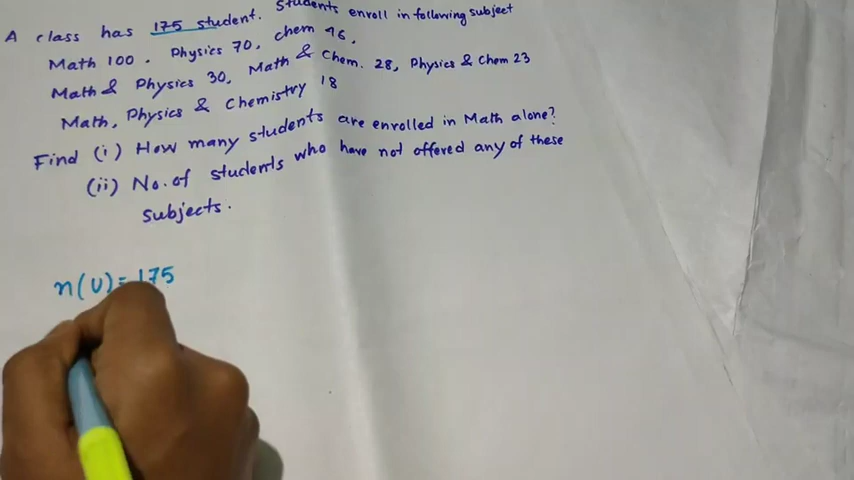 A class has 175 student. Students enroll in following subject
Math 100. Physics 70, chem 46.
Math & Physics 30, Math & Chem. 28, Physics & Chem 23
Math, Physics & Chemistry 18
Find (i) How many students are enrolled in Math alone?
(ii) No. of students who have not offered any of these
subjects.
n(U) = 175